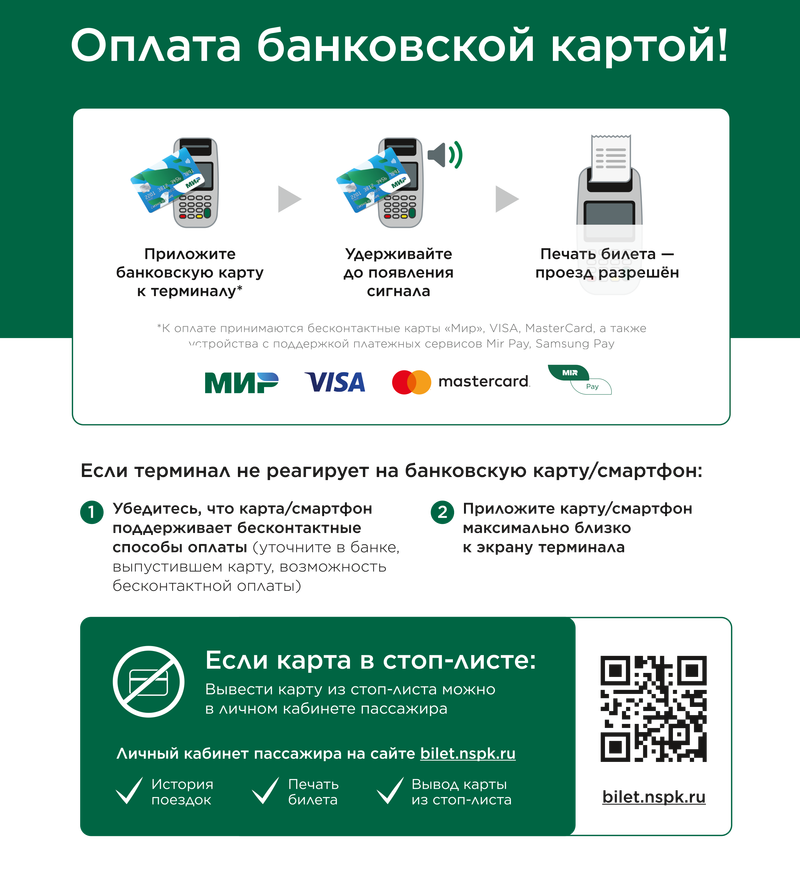 Оплата банковской картой!
Приложите
банковскую карту
к терминалу*
Удерживайте
до появления
сигнала
Печать билета —
проезд разрешён
*К оплате принимаются бесконтактные карты «Мир», VISA, MasterCard, а также
устройства с поддержкой платежных сервисов Mir Pay, Samsung Pay
МИР VISA mastercard MIR Pay
Если терминал не реагирует на банковскую карту/смартфон:
1 Убедитесь, что карта/смартфон
поддерживает бесконтактные
способы оплаты (уточните в банке,
выпустившем карту, возможность
бесконтактной оплаты)
2 Приложите карту/смартфон
максимально близко
к экрану терминала
Если карта в стоп-листе:
Вывести карту из стоп-листа можно
в личном кабинете пассажира
Личный кабинет пассажира на сайте bilet.nspk.ru
История
поездок
Печать
билета
Вывод карты
из стоп-листа
bilet.nspk.ru